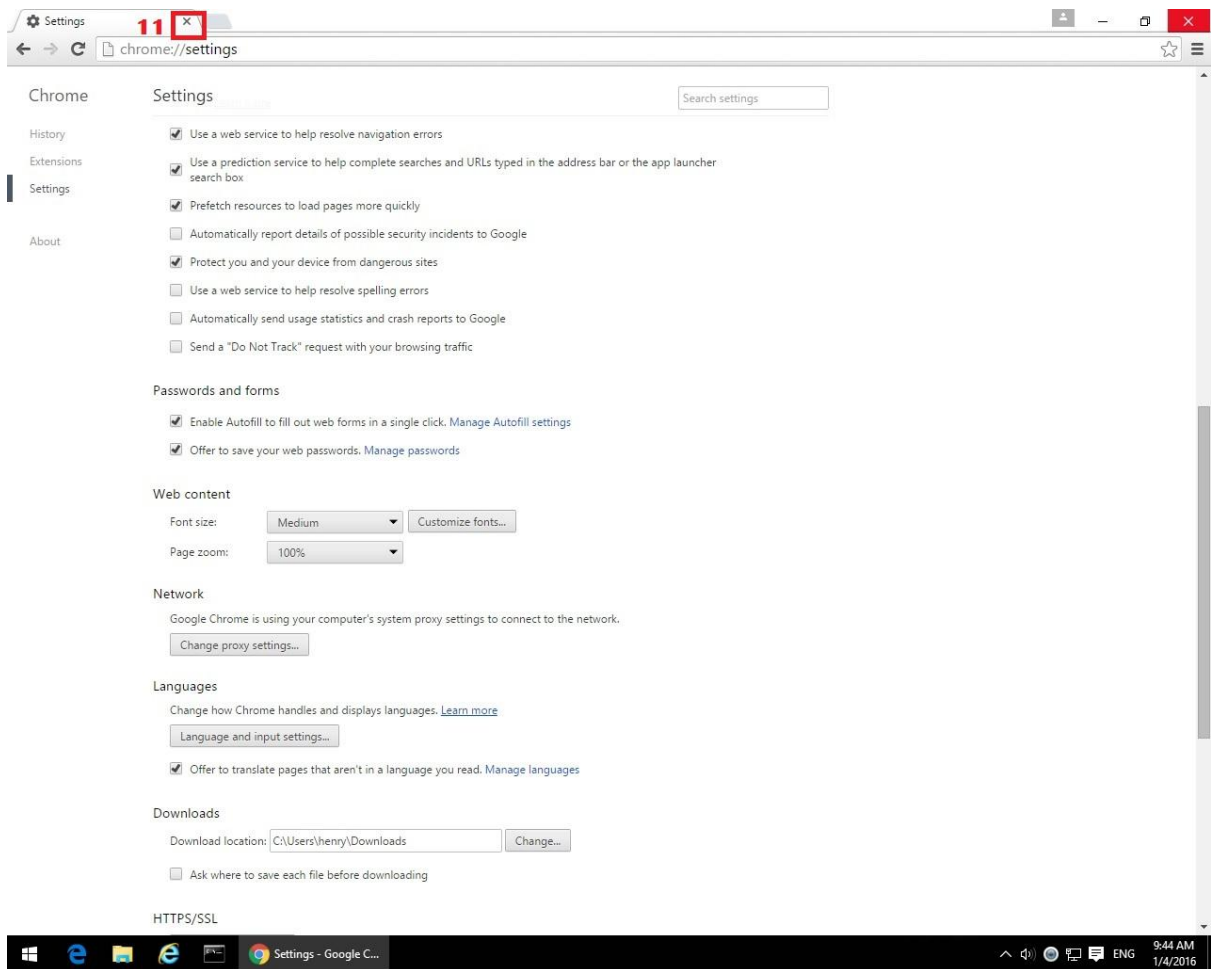 Settings
11
chrome://settings
Chrome
Settings
Search settings
History
Extensions
Settings
About
Use a web service to help resolve navigation errors
Use a prediction service to help complete searches and URLs typed in the address bar or the app launcher
search box
Prefetch resources to load pages more quickly
Automatically report details of possible security incidents to Google
Protect you and your device from dangerous sites
Use a web service to help resolve spelling errors
Automatically send usage statistics and crash reports to Google
Send a "Do Not Track" request with your browsing traffic
Passwords and forms
Enable Autofill to fill out web forms in a single click. Manage Autofill settings
Offer to save your web passwords. Manage passwords
Web content
Font size: Medium Customize fonts...
Page zoom: 100%
Network
Google Chrome is using your computer's system proxy settings to connect to the network.
Change proxy settings...
Languages
Change how Chrome handles and displays languages. Learn more
Language and input settings...
Offer to translate pages that aren't in a language you read. Manage languages
Downloads
Download location: C:\Users\henry\Downloads Change...
Ask where to save each file before downloading
HTTPS/SSL
Settings - Google C...
ENG
9:44 AM
1/4/2016